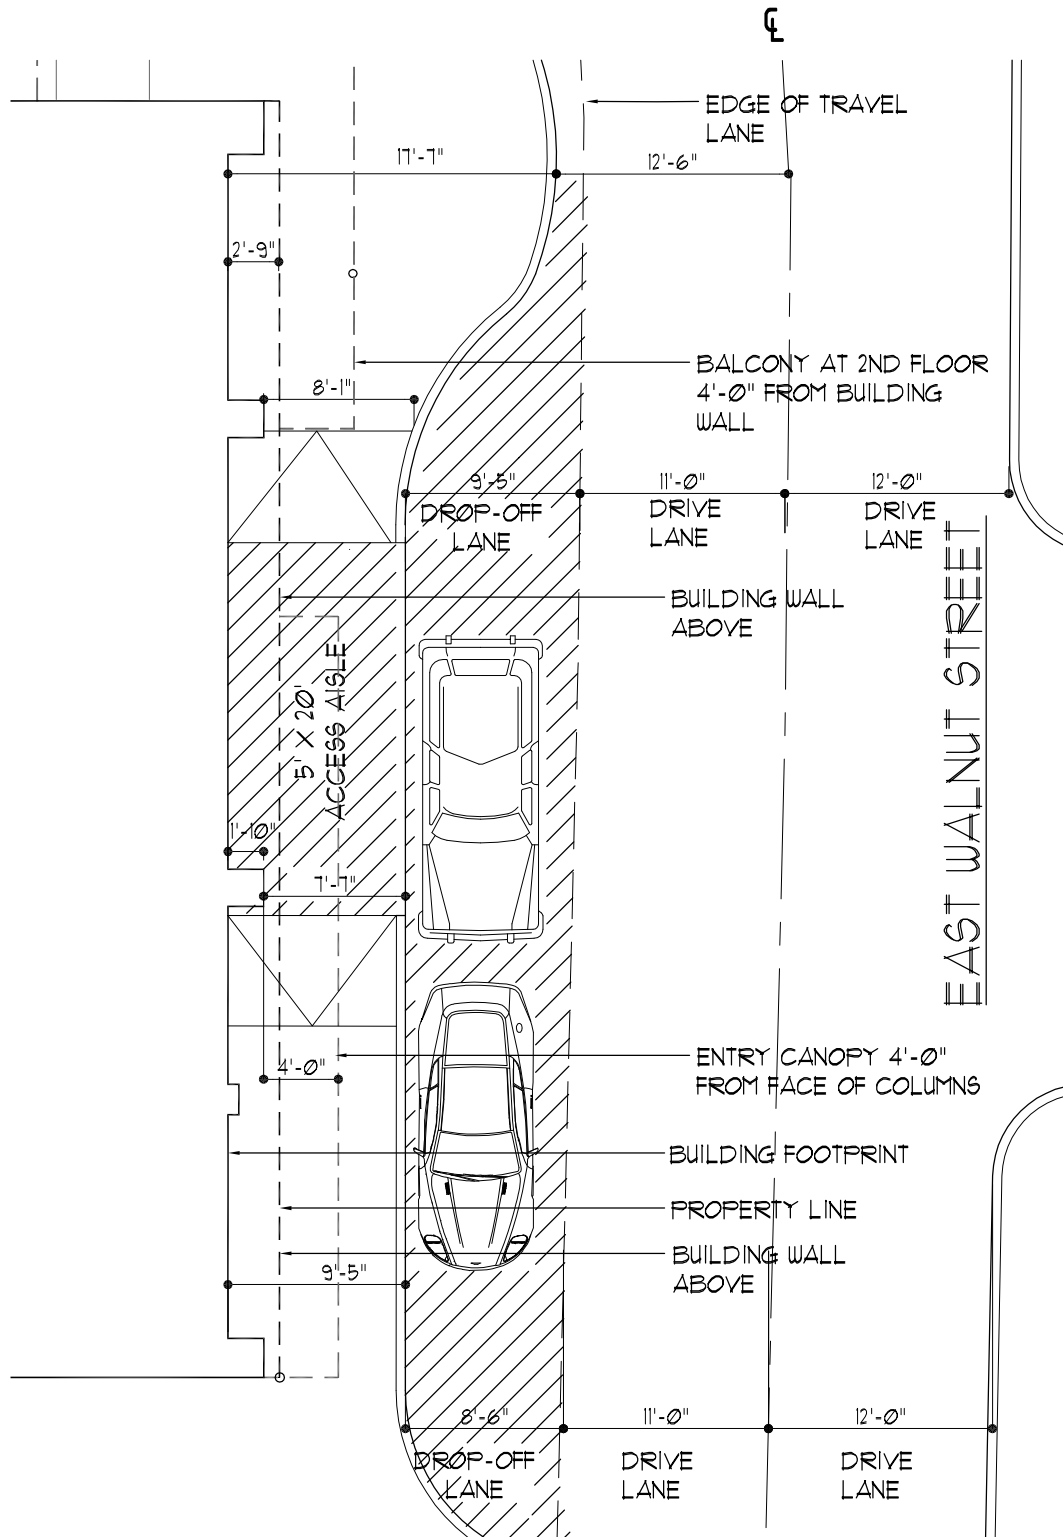 ℄
EDGE OF TRAVEL
LANE
17'-7"
12'-6"
2'-9"
BALCONY AT 2ND FLOOR
4'-0" FROM BUILDING
WALL
8'-1"
9'-5"
DROP-OFF
LANE
11'-0"
DRIVE
LANE
12'-0"
DRIVE
LANE
BUILDING WALL
ABOVE
5' X 20'
ACCESS AISLE
EAST WALNUT STREET
1'-10"
7'-7"
ENTRY CANOPY 4'-0"
FROM FACE OF COLUMNS
4'-0"
BUILDING FOOTPRINT
PROPERTY LINE
BUILDING WALL
ABOVE
9'-5"
8'-6"
DROP-OFF
LANE
11'-0"
DRIVE
LANE
12'-0"
DRIVE
LANE